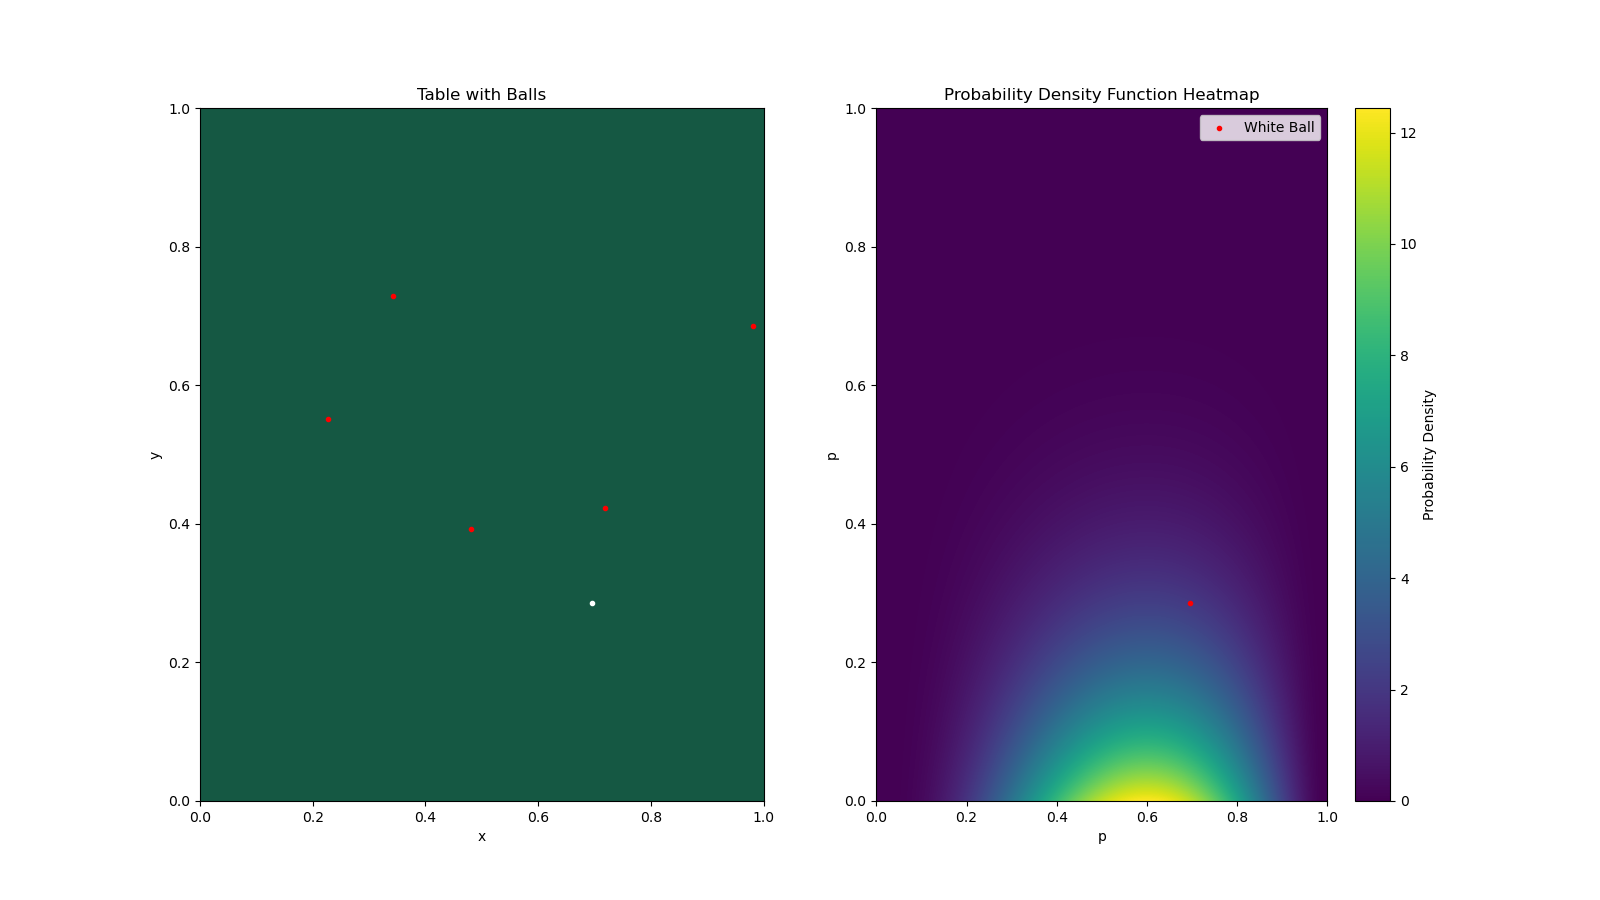 Table with Balls
1.0
0.8
0.6
0.4
0.2
0.0
y
0.0 0.2 0.4 0.6 0.8 1.0
x
Probability Density Function Heatmap
White Ball
1.0
0.8
0.6
0.4
0.2
0.0
p
0.0 0.2 0.4 0.6 0.8 1.0
p
12
10
8
6
4
2
0
Probability Density